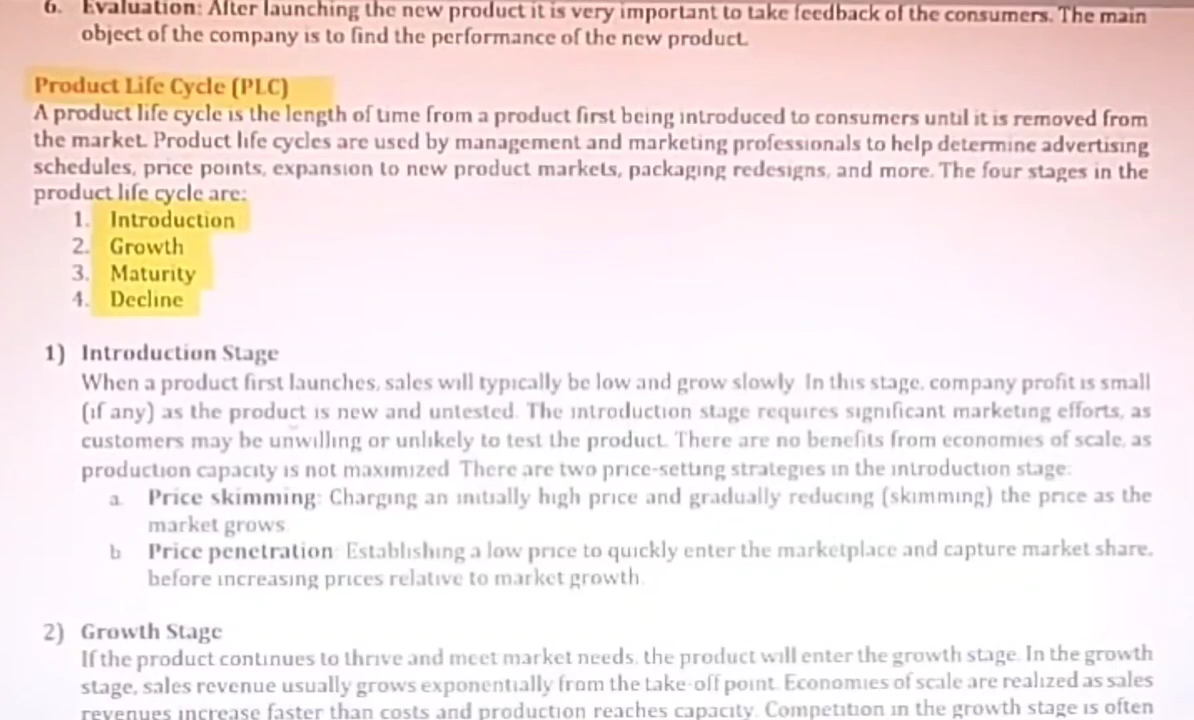 6. Evaluation: After launching the new product it is very important to take feedback of the consumers. The main
object of the company is to find the performance of the new product.
Product Life Cycle (PLC)
A product life cycle is the length of time from a product first being introduced to consumers until it is removed from
the market. Product life cycles are used by management and marketing professionals to help determine advertising
schedules, price points, expansion to new product markets, packaging redesigns, and more. The four stages in the
product life cycle are:
1. Introduction
2. Growth
3. Maturity
4. Decline
1) Introduction Stage
When a product first launches, sales will typically be low and grow slowly. In this stage, company profit is small
(if any) as the product is new and untested. The introduction stage requires significant marketing efforts, as
customers may be unwilling or unlikely to test the product. There are no benefits from economies of scale, as
production capacity is not maximized. There are two price-setting strategies in the introduction stage:
a. Price skimming: Charging an initially high price and gradually reducing (skimming) the price as the
market grows.
b. Price penetration: Establishing a low price to quickly enter the marketplace and capture market share,
before increasing prices relative to market growth.
2) Growth Stage
If the product continues to thrive and meet market needs, the product will enter the growth stage. In the growth
stage, sales revenue usually grows exponentially from the take-off point. Economies of scale are realized as sales
revenues increase faster than costs and production reaches capacity. Competition in the growth stage is often